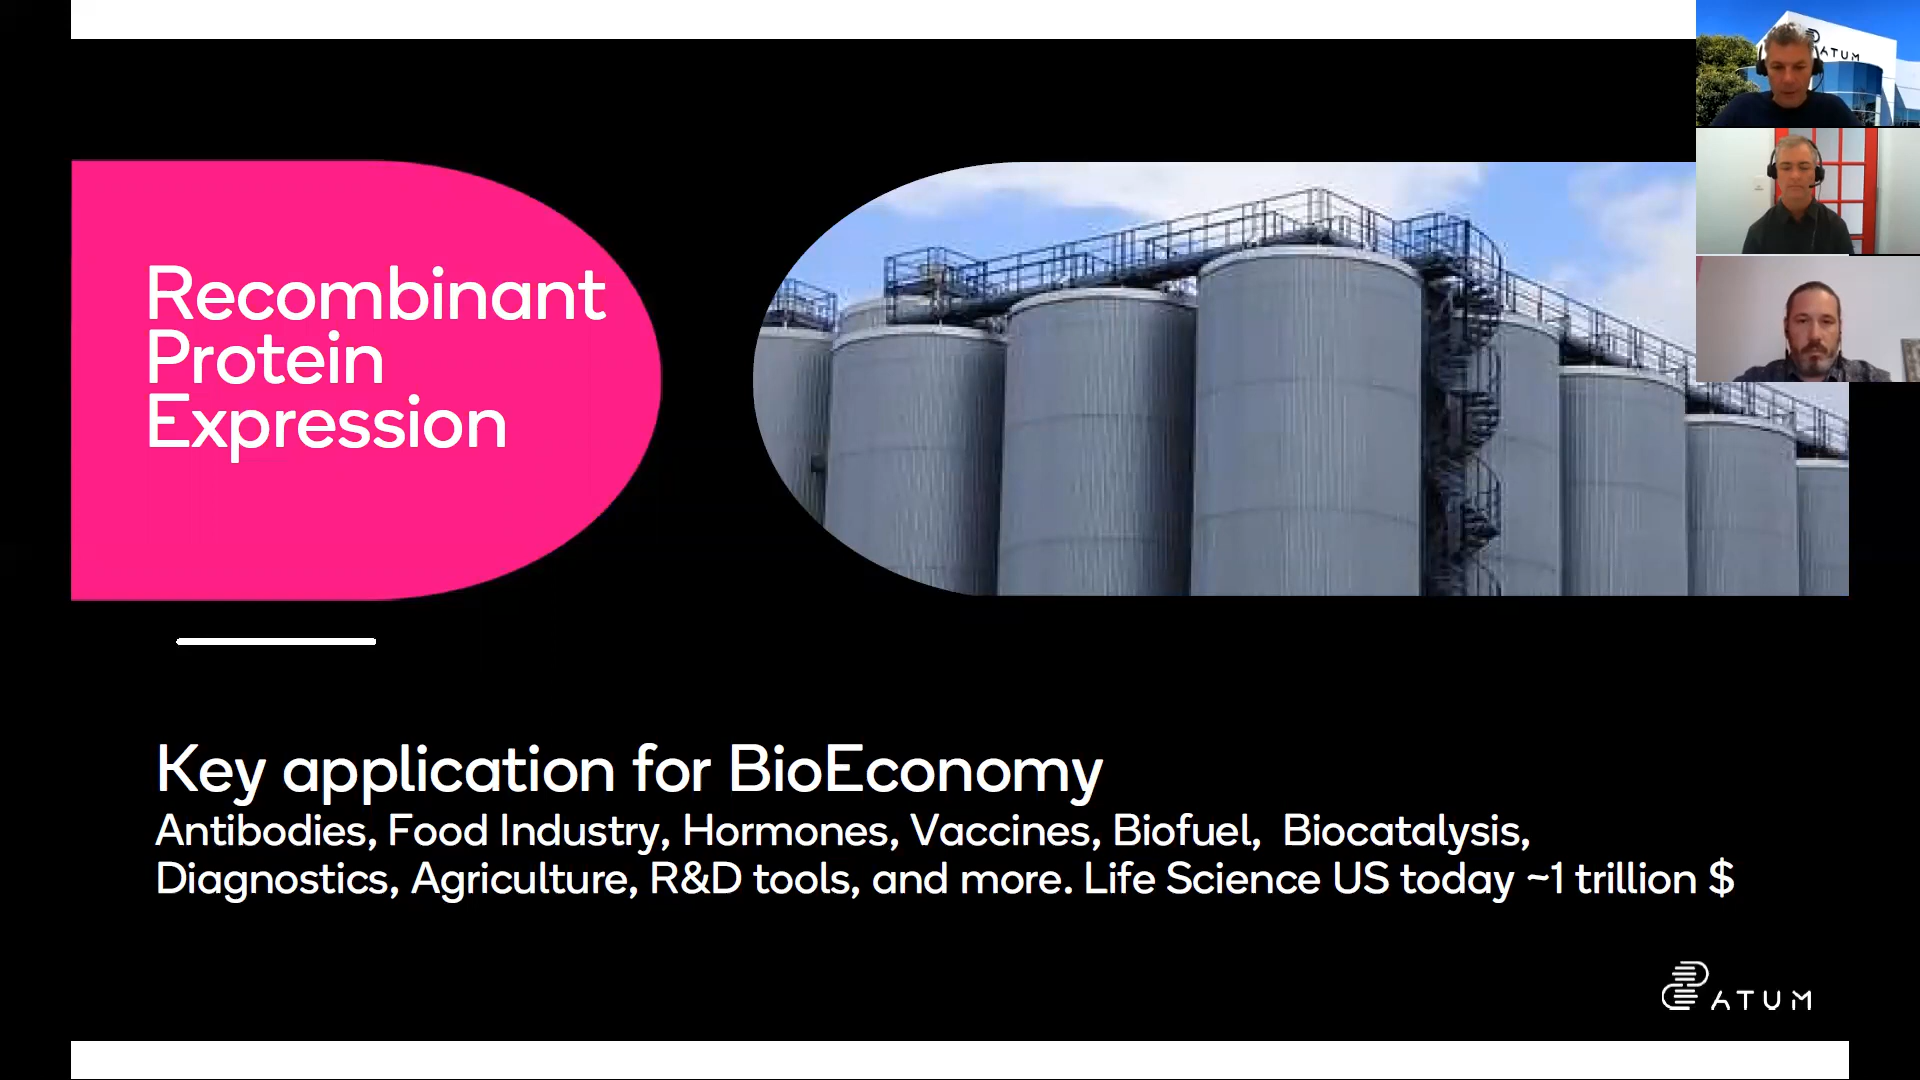 Recombinant
Protein
Expression
Key application for BioEconomy
Antibodies, Food Industry, Hormones, Vaccines, Biofuel,  Biocatalysis,
Diagnostics, Agriculture, R&D tools, and more. Life Science US today ~1 trillion $
ATUM
ATUM